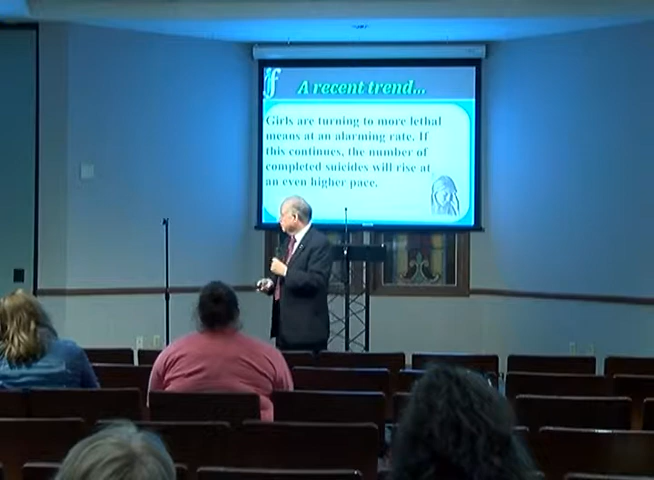 if
A recent trend...
Girls are turning to more lethal
means at an alarming rate. If
this continues, the number of
completed suicides will rise at
an even higher pace.